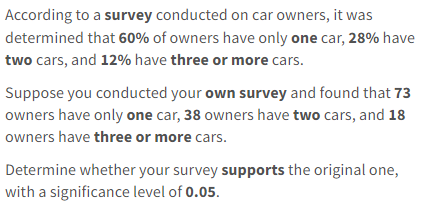 According to a survey conducted on car owners, it was
determined that 60% of owners have only one car, 28% have
two cars, and 12% have three or more cars.
Suppose you conducted your own survey and found that 73
owners have only one car, 38 owners have two cars, and 18
owners have three or more cars.
Determine whether your survey supports the original one,
with a significance level of 0.05.